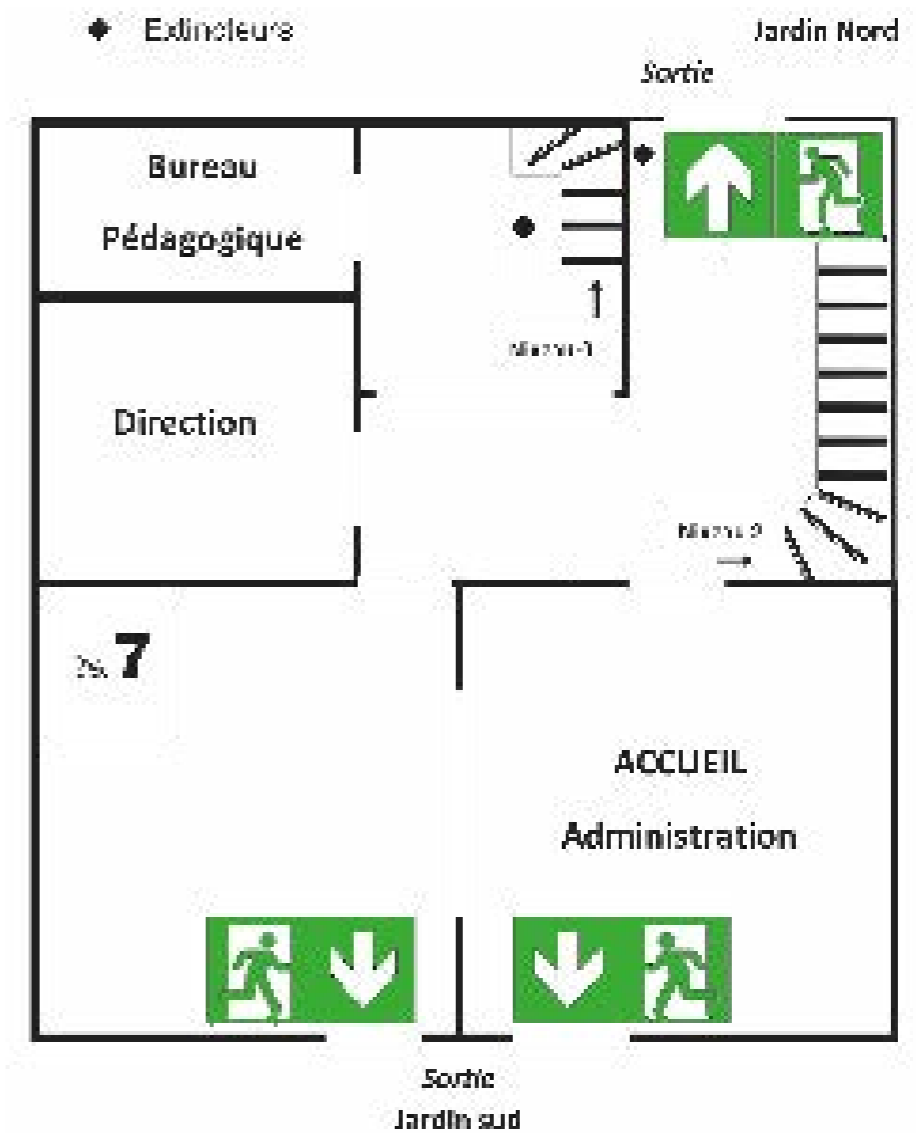 Extincteurs
Jardin Nord
Sortie
Bureau
Pédagogique
Direction
7
ACCUEIL
Administration
Sortie
Jardin sud